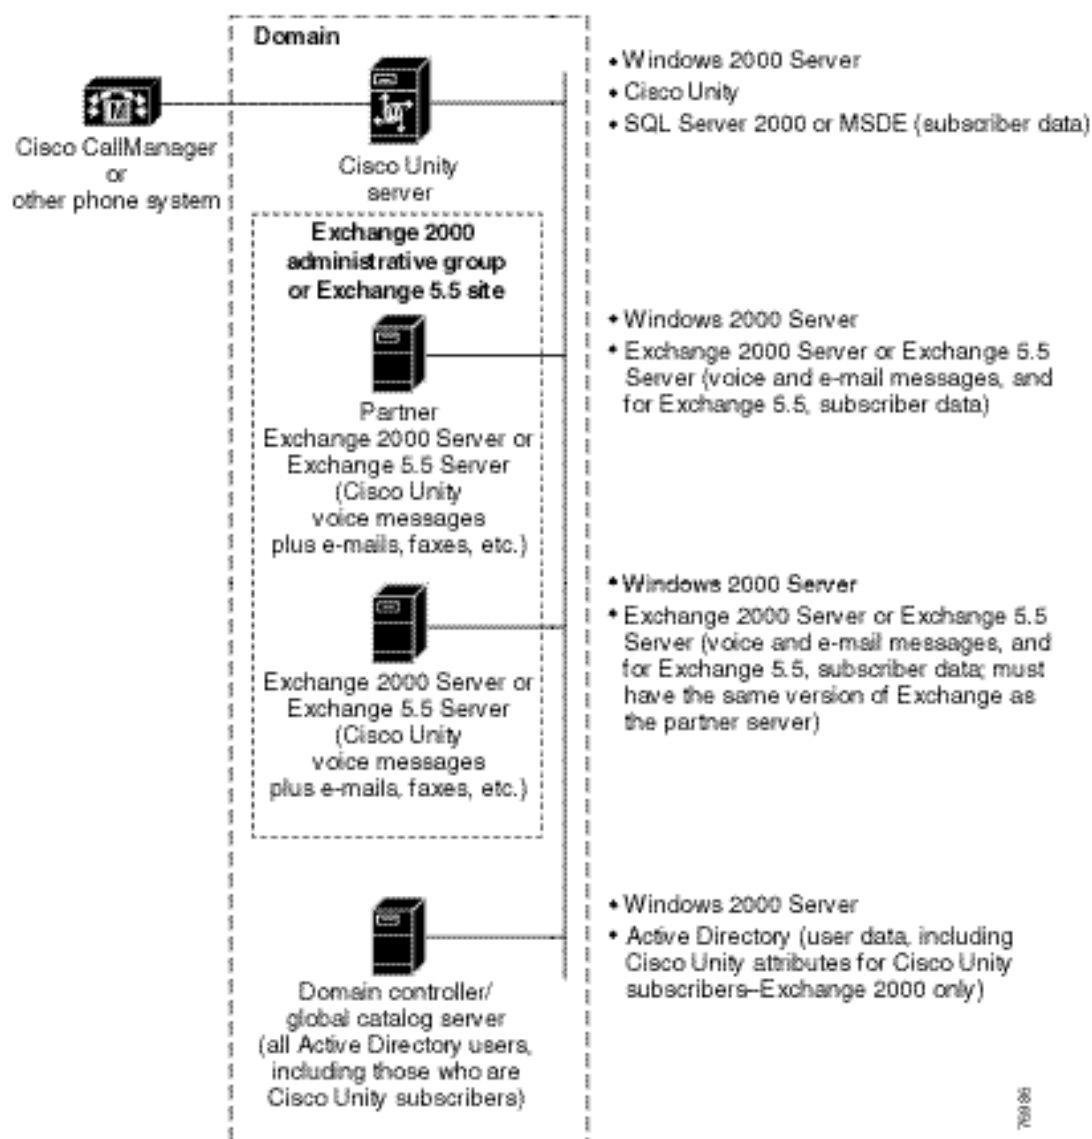 Domain
Cisco CallManager
or
other phone system
M
Cisco Unity
server
• Windows 2000 Server
• Cisco Unity
• SQL Server 2000 or MSDE (subscriber data)
Exchange 2000
administrative group
or Exchange 5.5 site
Partner
Exchange 2000 Server or
Exchange 5.5 Server
(Cisco Unity
voice messages
plus e-mails, faxes, etc.)
• Windows 2000 Server
• Exchange 2000 Server or Exchange 5.5
Server (voice and e-mail messages, and
for Exchange 5.5, subscriber data)
Exchange 2000 Server or
Exchange 5.5 Server
(Cisco Unity
voice messages
plus e-mails, faxes, etc.)
• Windows 2000 Server
• Exchange 2000 Server or Exchange 5.5
Server (voice and e-mail messages, and
for Exchange 5.5, subscriber data; must
have the same version of Exchange as
the partner server)
Domain controller/
global catalog server
(all Active Directory users,
including those who are
Cisco Unity subscribers)
• Windows 2000 Server
• Active Directory (user data, including
Cisco Unity attributes for Cisco Unity
subscribers–Exchange 2000 only)